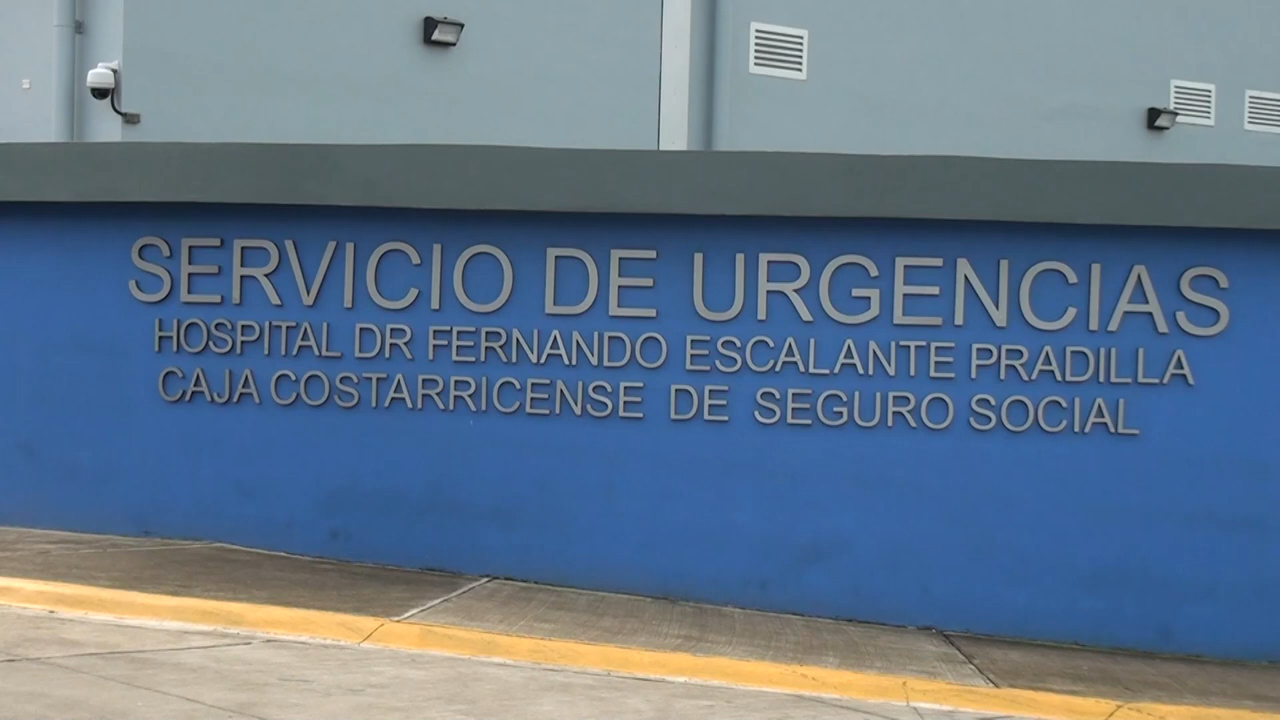 SERVICIO DE URGENCIAS
HOSPITAL DR FERNANDO ESCALANTE PRADILLA
CAJA COSTARRICENSE DE SEGURO SOCIAL